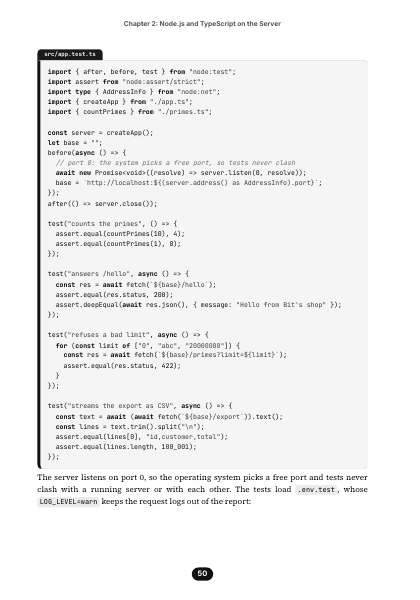 Chapter 2: Node.js and TypeScript on the Server
src/app.test.ts
import { after, before, test } from "node:test";
import assert from "node:assert/strict";
import type { AddressInfo } from "node:net";
import { createApp } from "./app.ts";
import { countPrimes } from "./primes.ts";

const server = createApp();
let base = "";
before(async () => {
  // port 0: the system picks a free port, so tests never clash
  await new Promise<void>((resolve) => server.listen(0, resolve));
  base = `http://localhost:${(server.address() as AddressInfo).port}`;
});
after(() => server.close());

test("counts the primes", () => {
  assert.equal(countPrimes(10), 4);
  assert.equal(countPrimes(1), 0);
});

test("answers /hello", async () => {
  const res = await fetch(`${base}/hello`);
  assert.equal(res.status, 200);
  assert.deepEqual(await res.json(), { message: "Hello from Bit's shop" });
});

test("refuses a bad limit", async () => {
  for (const limit of ["0", "abc", "20000000"]) {
    const res = await fetch(`${base}/primes?limit=${limit}`);
    assert.equal(res.status, 422);
  }
});

test("streams the export as CSV", async () => {
  const text = await (await fetch(`${base}/export`)).text();
  const lines = text.trim().split("\n");
  assert.equal(lines[0], "id,customer,total");
  assert.equal(lines.length, 100_001);
});
The server listens on port 0, so the operating system picks a free port and tests never
clash with a running server or with each other. The tests load .env.test, whose
LOG_LEVEL=warn keeps the request logs out of the report:
50